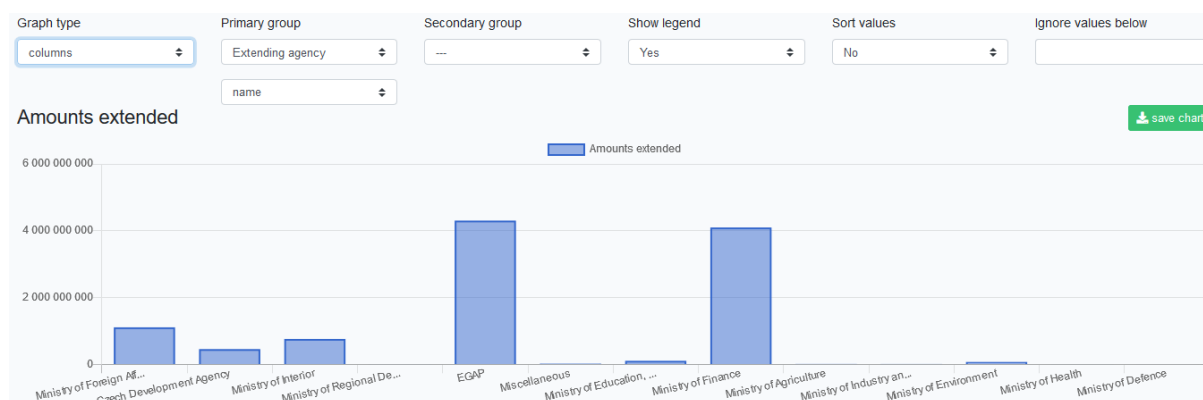 Graph type Primary group Secondary group Show legend Sort values Ignore values below
columns Extending agency --- Yes No
name
Amounts extended
save chart
Amounts extended
6 000 000 000
4 000 000 000
2 000 000 000
0
Ministry of Foreign Af...
Czech Development Agency
Ministry of Interior
Ministry of Regional De...
EGAP
Miscellaneous
Ministry of Education, ...
Ministry of Finance
Ministry of Agriculture
Ministry of Industry an...
Ministry of Environment
Ministry of Health
Ministry of Defence